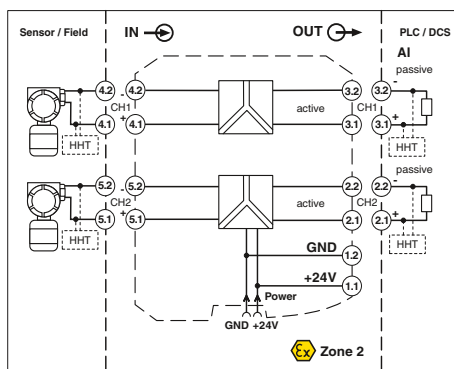 Sensor / Field
IN
OUT
PLC / DCS
AI
passive
4.2
4.2
3.2
3.2
-
-
CH1
CH1
+
active
+
4.1
4.1
3.1
3.1
HHT
HHT
passive
5.2
5.2
2.2
2.2
-
-
CH2
CH2
+
active
+
5.1
5.1
2.1
2.1
HHT
HHT
GND
1.2
+24V
1.1
Power
GND +24V
Ex Zone 2